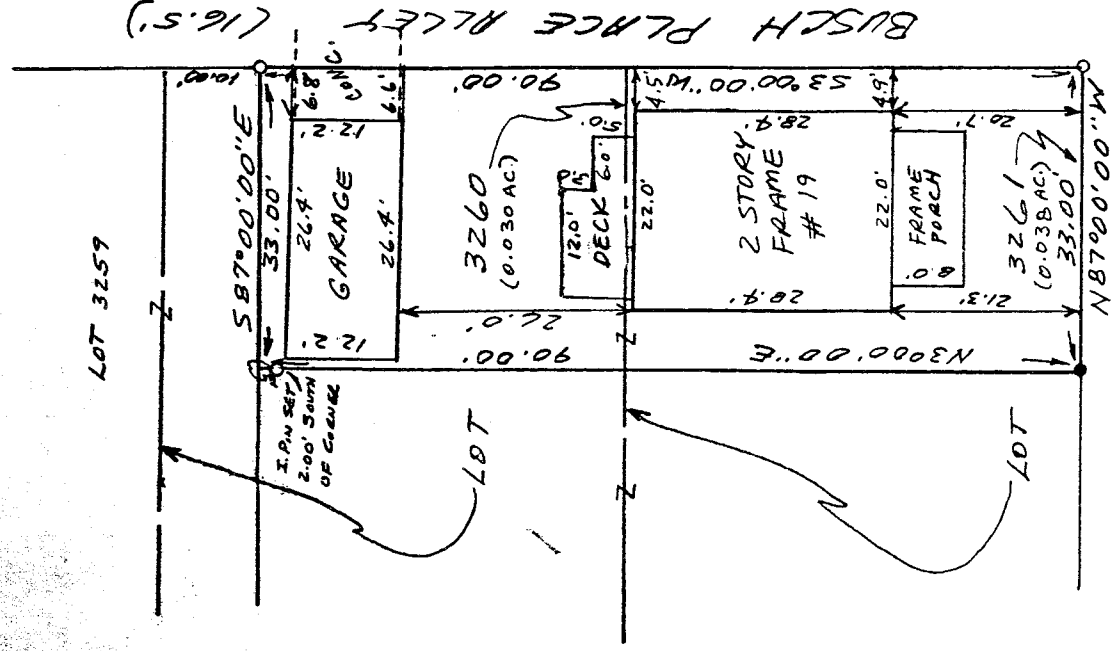 BUSCH PLACE ALLEY (16.5')
LOT 3259
10.00'
S87°00'00"E
33.00'
6.8'
CONC.
6.6'
12.2'
26.4'
GARAGE
26.4'
12.2'
I. PIN SET
2.00' SOUTH
OF CORNER
90.00'
3260
(0.030 AC.)
26.0'
90.00'
LOT
4.5'
5.0'
6.0'
12.0'
DECK
22.0'
S3°00'00"W
28.4'
2 STORY
FRAME
#19
28.4'
22.0'
N3°00'00"E
4.9'
20.7'
FRAME
PORCH
8.0'
21.3'
3261
(0.038 AC.)
33.00'
N87°00'00"W
LOT